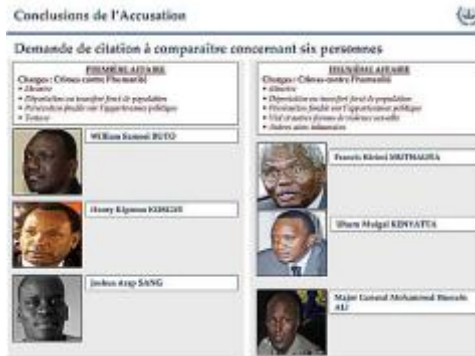 Conclusions de l'Accusation
Demande de citation à comparaître concernant six personnes
PREMIÈRE AFFAIRE
Charges : Crimes contre l'humanité
• Meurtre
• Déportation ou transfert forcé de population
• Persécution fondée sur l'appartenance politique
• Torture
William Samoei RUTO
Henry Kiprono KOSGEY
Joshua Arap SANG
DEUXIÈME AFFAIRE
Charges : Crimes contre l'humanité
• Meurtre
• Déportation ou transfert forcé de population
• Persécution fondée sur l'appartenance politique
• Viol et autres formes de violence sexuelle
• Autres actes inhumains
Francis Kirimi MUTHAURA
Uhuru Muigai KENYATTA
Major General Mohammed Hussein
ALI